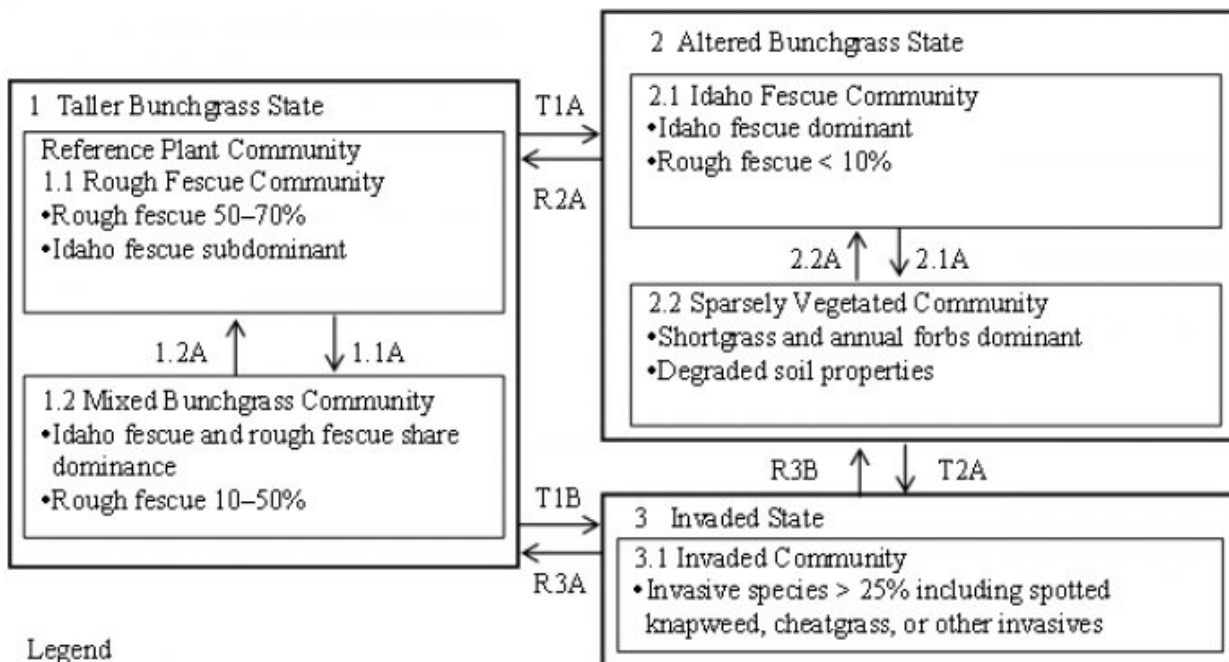 1 Taller Bunchgrass State
Reference Plant Community
1.1 Rough Fescue Community
•Rough fescue 50–70%
•Idaho fescue subdominant
1.2A
1.1A
1.2 Mixed Bunchgrass Community
•Idaho fescue and rough fescue share
dominance
•Rough fescue 10–50%
T1A
R2A
T1B
R3A
2 Altered Bunchgrass State
2.1 Idaho Fescue Community
•Idaho fescue dominant
•Rough fescue < 10%
2.2A
2.1A
2.2 Sparsely Vegetated Community
•Shortgrass and annual forbs dominant
•Degraded soil properties
R3B
T2A
3 Invaded State
3.1 Invaded Community
•Invasive species > 25% including spotted
knapweed, cheatgrass, or other invasives
Legend